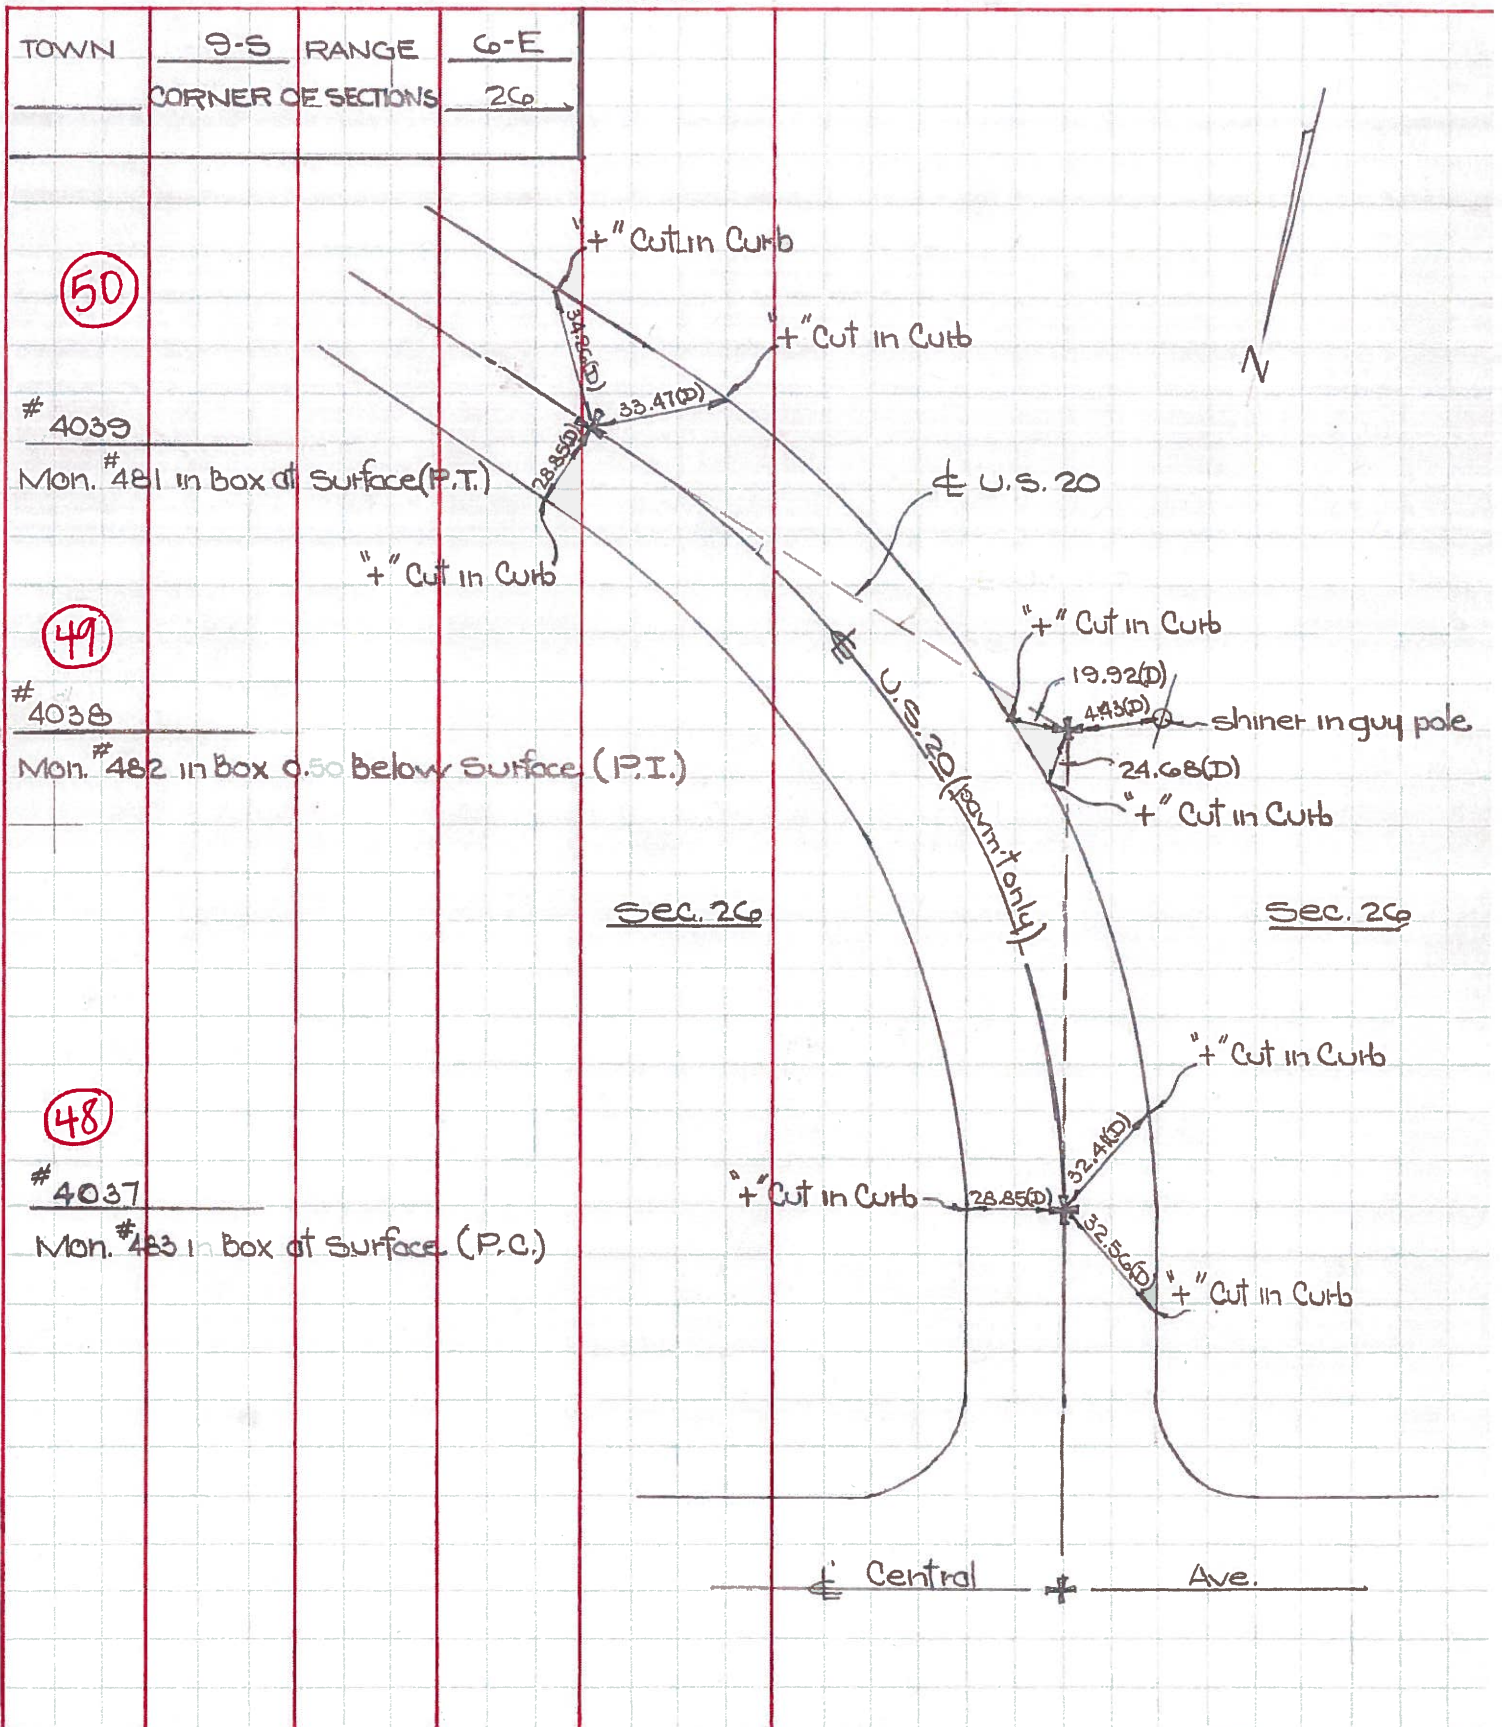 TOWN 9-S RANGE 6-E
CORNER OF SECTIONS 26
N
"+" Cut in Curb
50
34.26(D)
"+" Cut in Curb
33.47(D)
# 4039
28.85(D)
Mon. #481 in Box at Surface (P.T.)
℄ U.S. 20
"+" Cut in Curb
49
"+" Cut in Curb
19.92(D)
# 4038
4.43(D)
shiner in guy pole
℄ U.S. 20 (pavm't only)
Mon. #482 in Box 0.50 below Surface (P.I.)
24.68(D)
"+" Cut in Curb
Sec. 26
Sec. 26
"+" Cut in Curb
48
32.41(D)
# 4037
"+" Cut in Curb
28.85(D)
Mon. #483 in Box at Surface (P.C.)
32.56(D)
"+" Cut in Curb
℄ Central Ave.